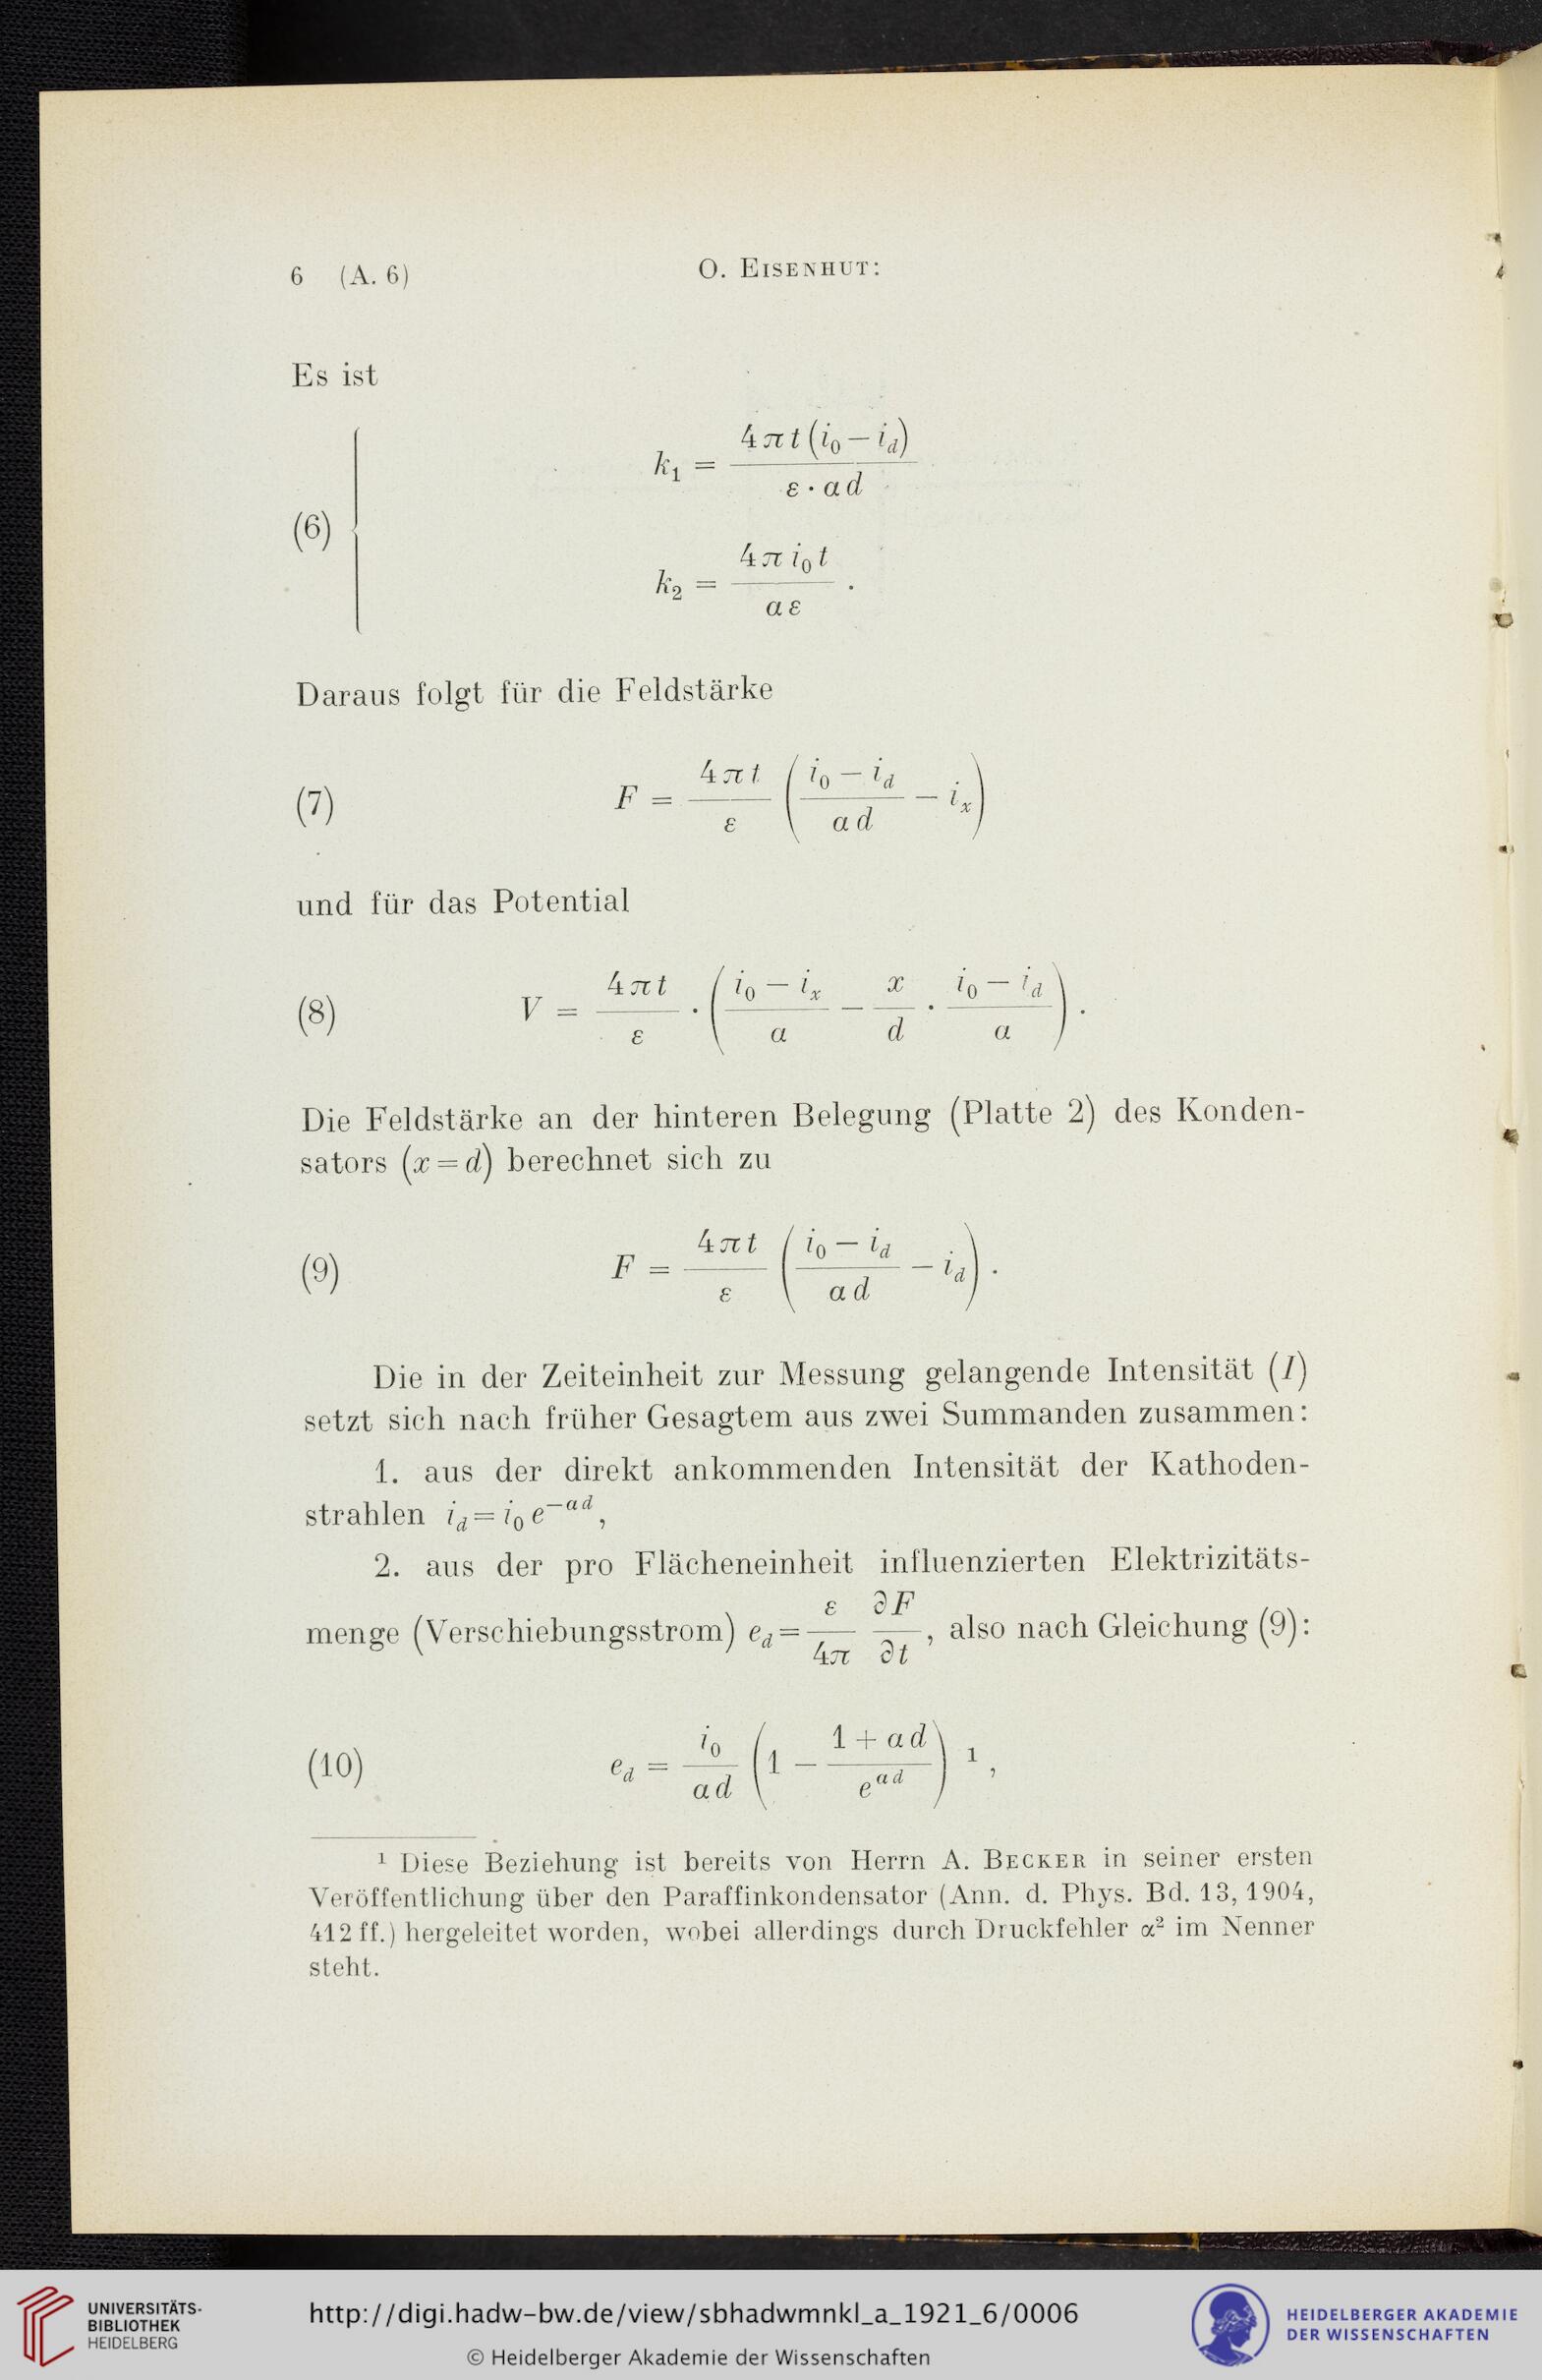 6 (A. 6) O. EISENHUT:
Es ist
(6) k₁ = 4πt(i₀ − i_d) / ε · αd
k₂ = 4πi₀t / αε .
Daraus folgt für die Feldstärke
(7) F = 4πt/ε ( (i₀ − i_d)/αd − i_x )
und für das Potential
(8) V = 4πt/ε · ( (i₀ − i_x)/α − x/d · (i₀ − i_d)/α ) .
Die Feldstärke an der hinteren Belegung (Platte 2) des Konden-
sators (x = d) berechnet sich zu
(9) F = 4πt/ε ( (i₀ − i_d)/αd − i_d ) .
Die in der Zeiteinheit zur Messung gelangende Intensität (I)
setzt sich nach früher Gesagtem aus zwei Summanden zusammen:
1. aus der direkt ankommenden Intensität der Kathoden-
strahlen i_d = i₀ e^{−αd},
2. aus der pro Flächeneinheit influenzierten Elektrizitäts-
menge (Verschiebungsstrom) e_d = ε/4π ∂F/∂t, also nach Gleichung (9):
(10) e_d = i₀/αd ( 1 − (1 + αd)/e^{αd} ) ¹,
¹ Diese Beziehung ist bereits von Herrn A. BECKER in seiner ersten
Veröffentlichung über den Paraffinkondensator (Ann. d. Phys. Bd. 13, 1904,
412 ff.) hergeleitet worden, wobei allerdings durch Druckfehler α² im Nenner
steht.
UNIVERSITÄTS-
BIBLIOTHEK
HEIDELBERG
http://digi.hadw-bw.de/view/sbhadwmnkl_a_1921_6/0006
© Heidelberger Akademie der Wissenschaften
HEIDELBERGER AKADEMIE
DER WISSENSCHAFTEN